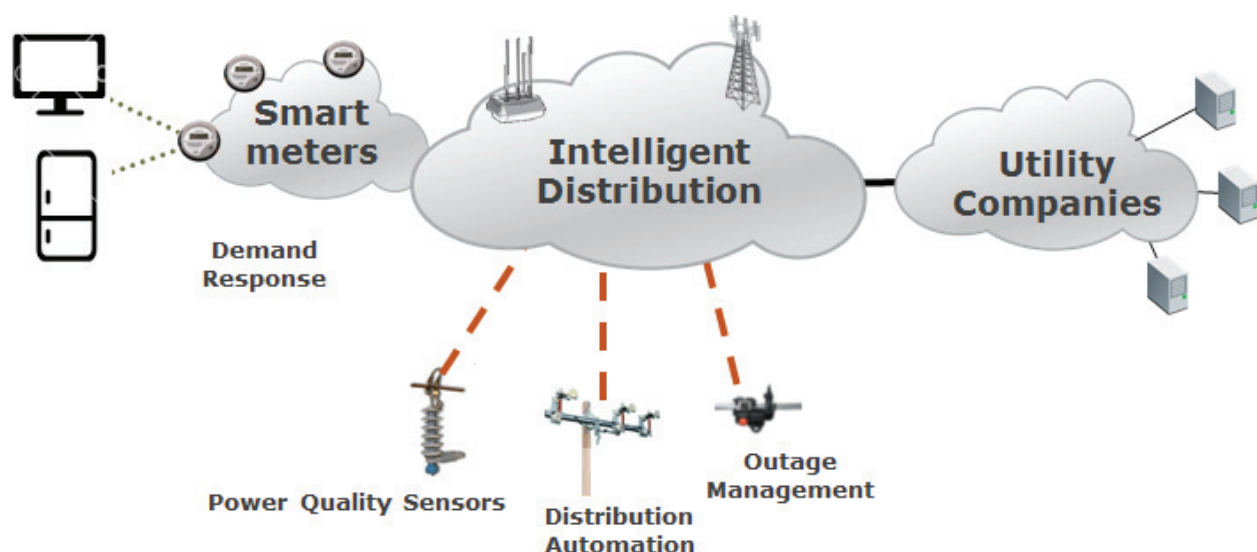 Smart
meters
Intelligent
Distribution
Utility
Companies
Demand
Response
Power Quality Sensors
Distribution
Automation
Outage
Management